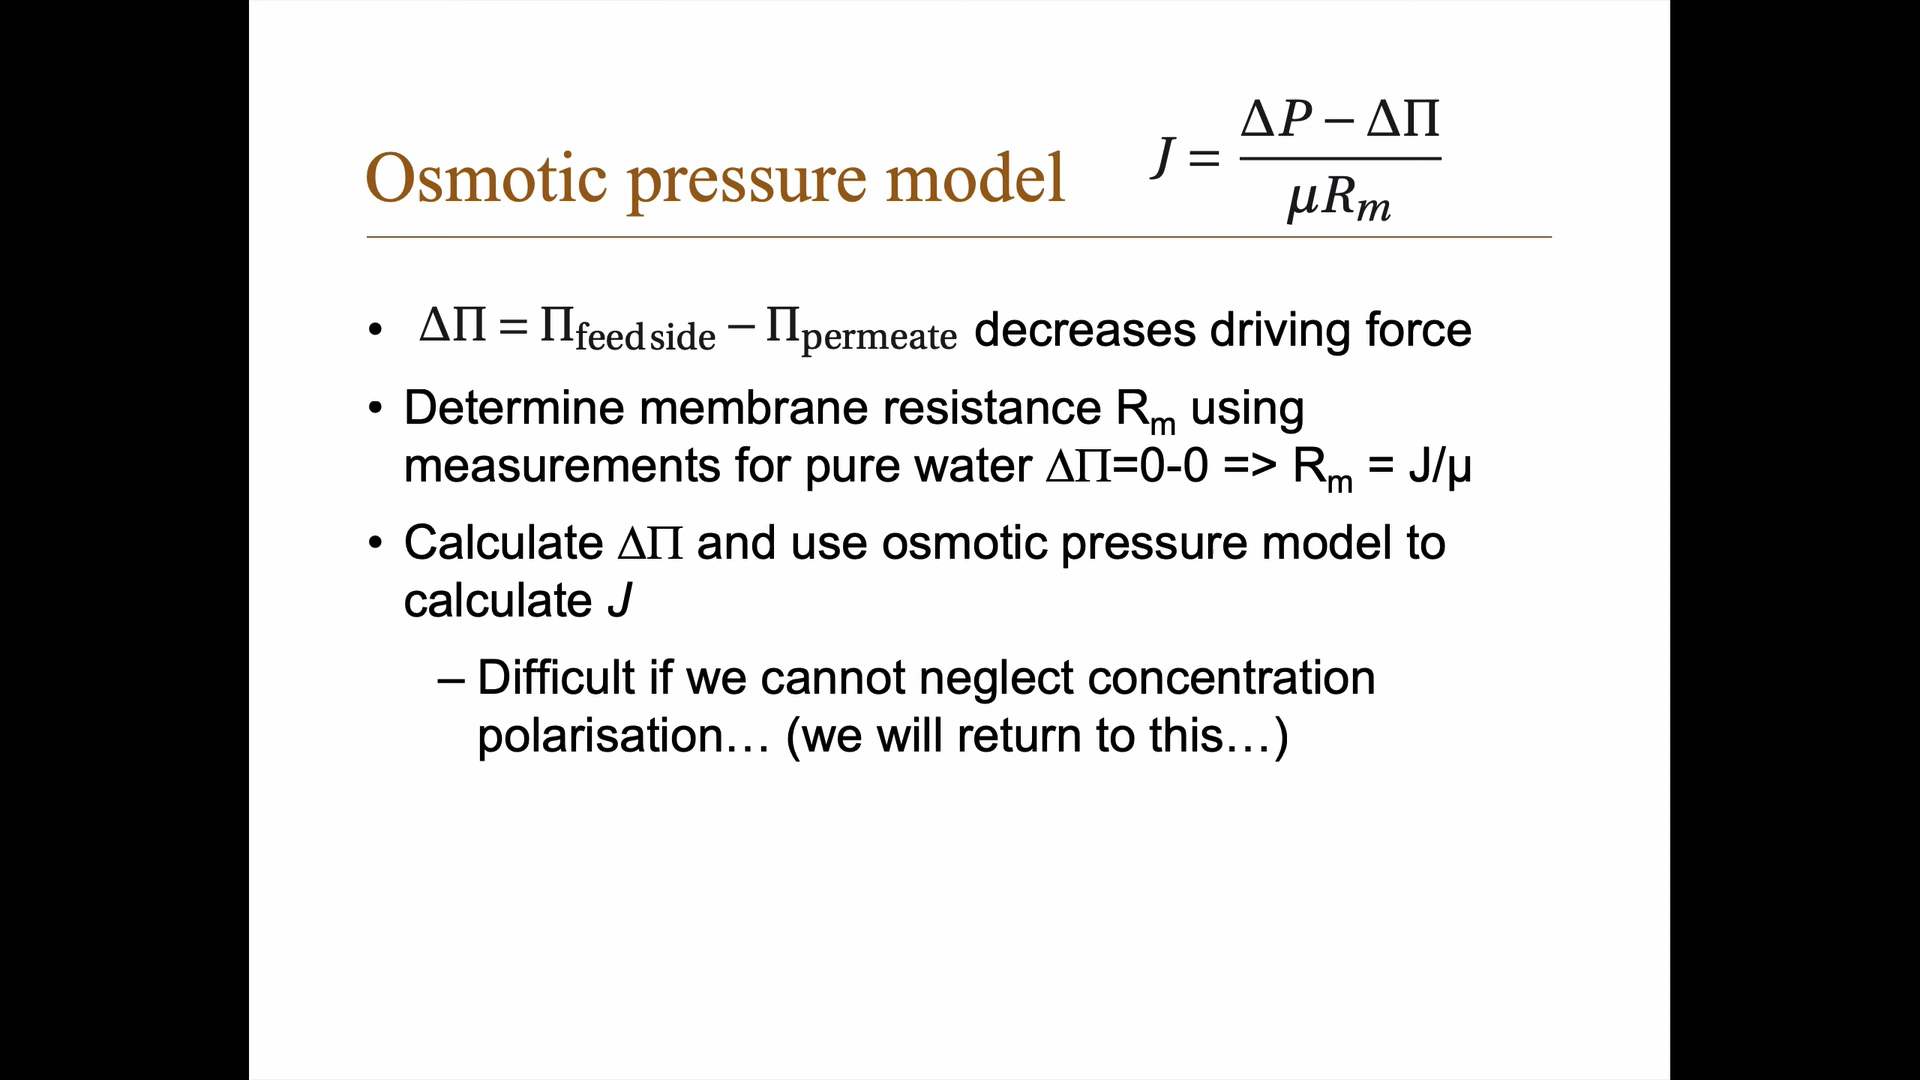 Osmotic pressure model
J = ΔP − ΔΠ / μRₘ
• ΔΠ = Π feed side − Π permeate decreases driving force
• Determine membrane resistance Rₘ using
measurements for pure water ΔΠ=0-0 => Rₘ = J/μ
• Calculate ΔΠ and use osmotic pressure model to
calculate J
– Difficult if we cannot neglect concentration
polarisation… (we will return to this…)